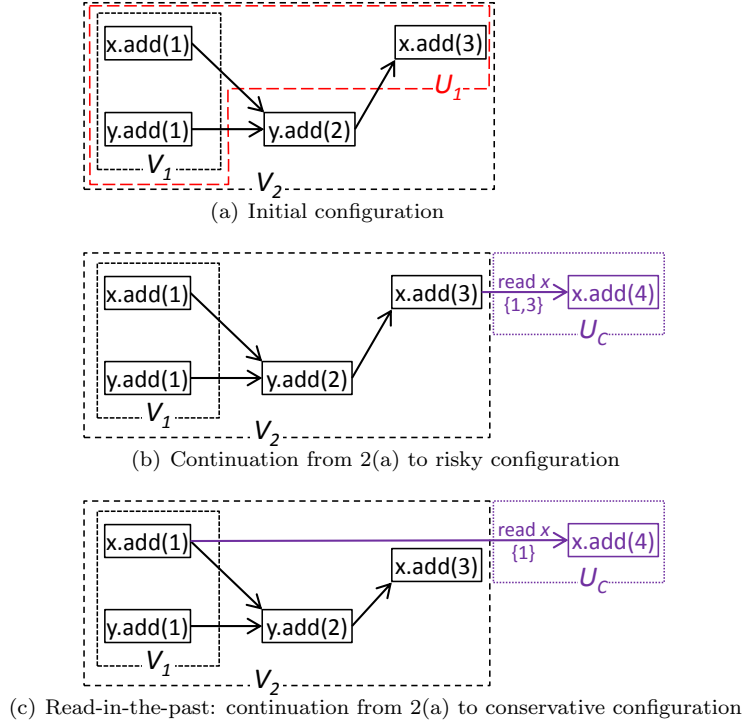 x.add(1)
x.add(3)
U1
y.add(1)
y.add(2)
V1
V2
(a) Initial configuration
x.add(1)
x.add(3)
read x
{1,3}
x.add(4)
UC
y.add(1)
y.add(2)
V1
V2
(b) Continuation from 2(a) to risky configuration
x.add(1)
read x
{1}
x.add(4)
x.add(3)
UC
y.add(1)
y.add(2)
V1
V2
(c) Read-in-the-past: continuation from 2(a) to conservative configuration